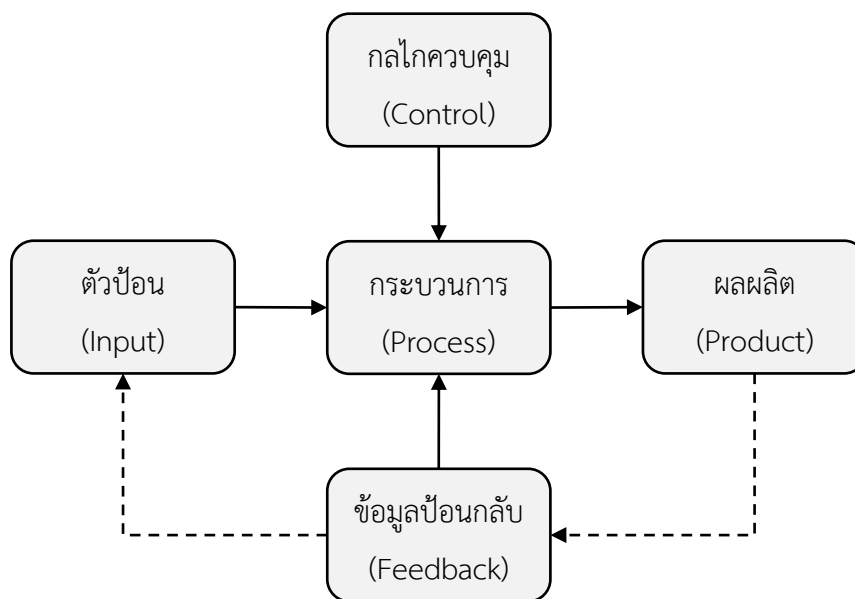 กลไกควบคุม
(Control)
ตัวป้อน
(Input)
กระบวนการ
(Process)
ผลผลิต
(Product)
ข้อมูลป้อนกลับ
(Feedback)